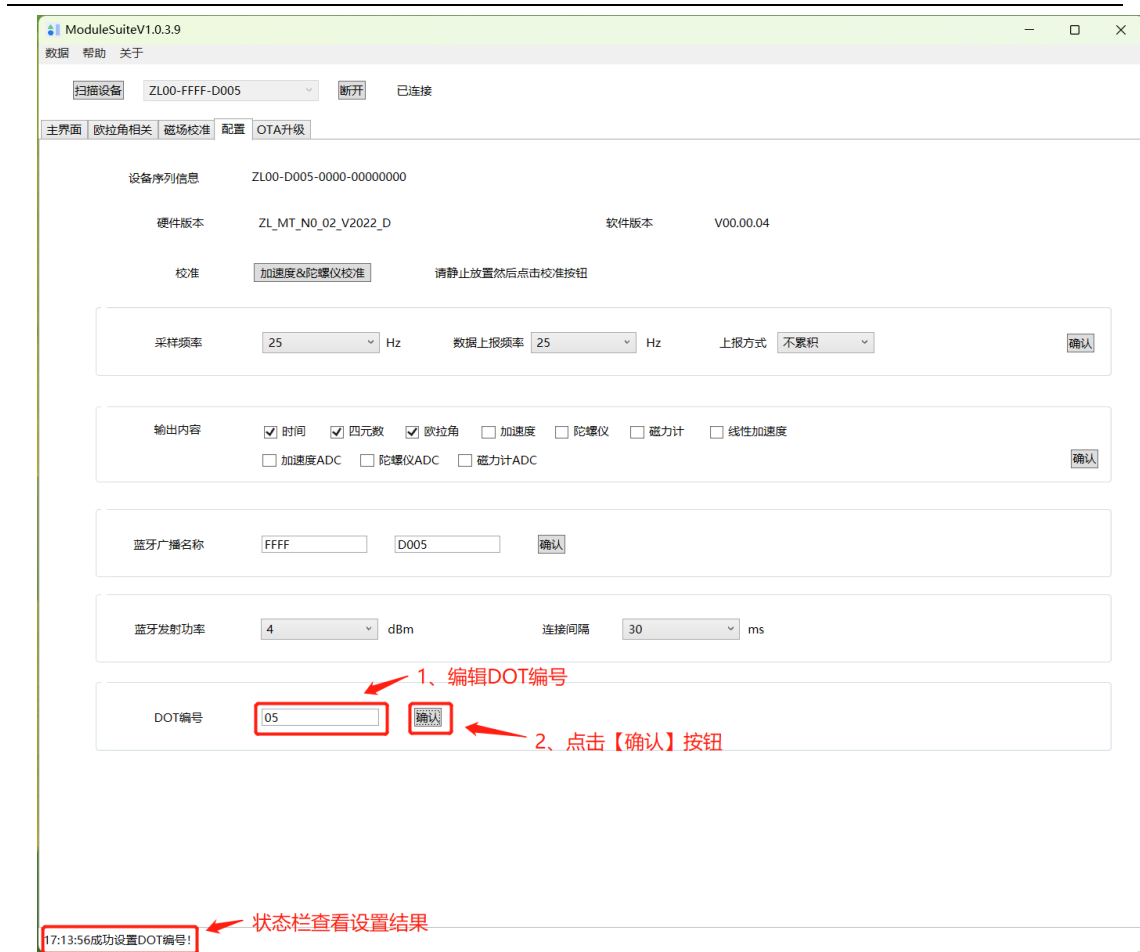 ModuleSuiteV1.0.3.9
数据 帮助 关于
扫描设备 ZL00-FFFF-D005 断开 已连接
主界面 欧拉角相关 磁场校准 配置 OTA升级
设备序列信息 ZL00-D005-0000-00000000
硬件版本 ZL_MT_N0_02_V2022_D 软件版本 V00.00.04
校准 加速度&陀螺仪校准 请静止放置然后点击校准按钮
采样频率 25 Hz 数据上报频率 25 Hz 上报方式 不累积 确认
输出内容 时间 四元数 欧拉角 加速度 陀螺仪 磁力计 线性加速度
加速度ADC 陀螺仪ADC 磁力计ADC 确认
蓝牙广播名称 FFFF D005 确认
蓝牙发射功率 4 dBm 连接间隔 30 ms
1、编辑DOT编号
DOT编号 05 确认
2、点击【确认】按钮
状态栏查看设置结果
17:13:56成功设置DOT编号!